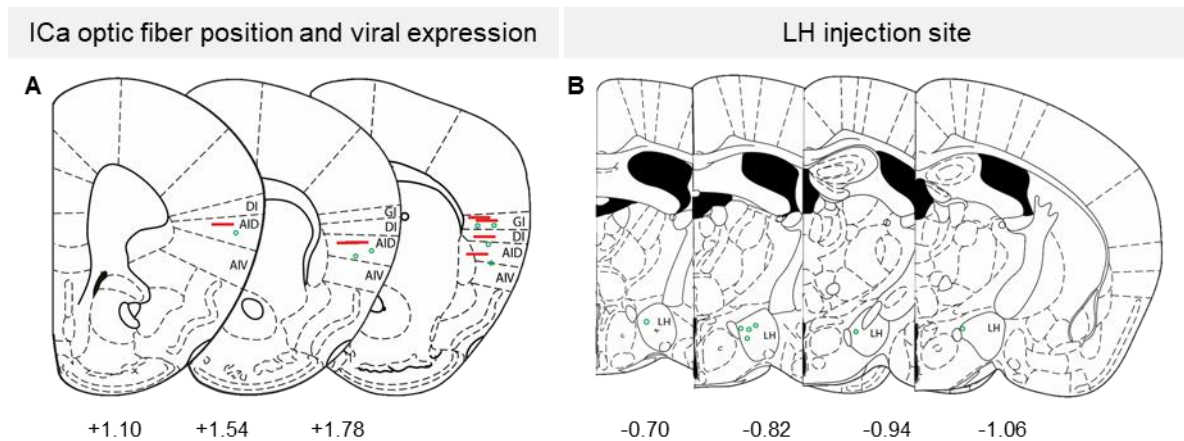 ICa optic fiber position and viral expression
LH injection site
A
B
DI
AID
AIV
GI
DI
AID
AIV
GI
DI
AID
AIV
LH
LH
LH
LH
+1.10
+1.54
+1.78
-0.70
-0.82
-0.94
-1.06